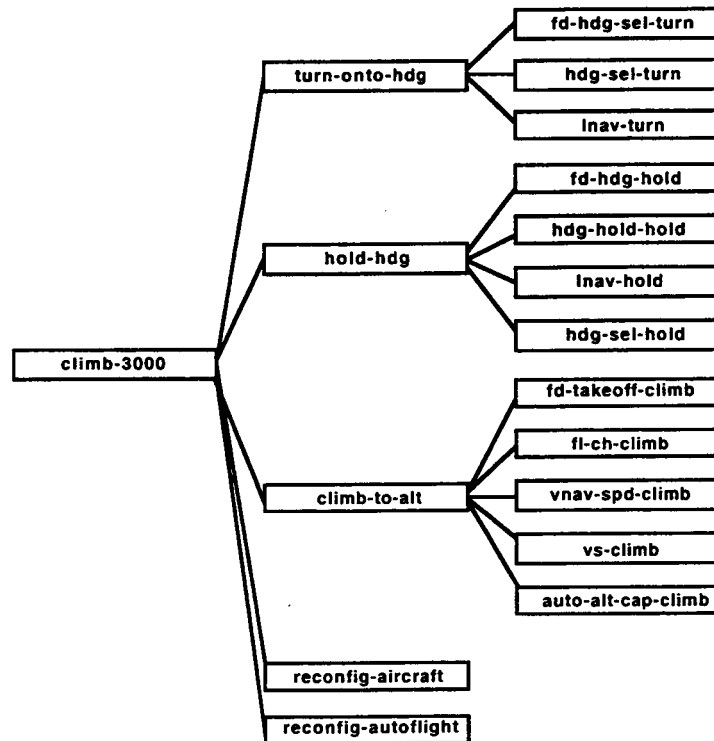 fd-hdg-sel-turn
turn-onto-hdg
hdg-sel-turn
lnav-turn
fd-hdg-hold
hdg-hold-hold
hold-hdg
lnav-hold
hdg-sel-hold
climb-3000
fd-takeoff-climb
fl-ch-climb
climb-to-alt
vnav-spd-climb
vs-climb
auto-alt-cap-climb
reconfig-aircraft
reconfig-autoflight